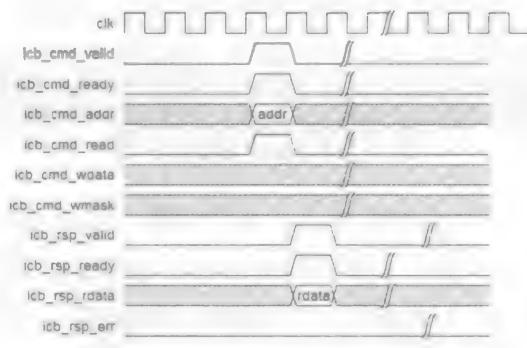 clk
icb_cmd_valid
icb_cmd_ready
icb_cmd_addr
addr
icb_cmd_read
icb_cmd_wdata
icb_cmd_wmask
icb_rsp_valid
icb_rsp_ready
icb_rsp_rdata
rdata
icb_rsp_err